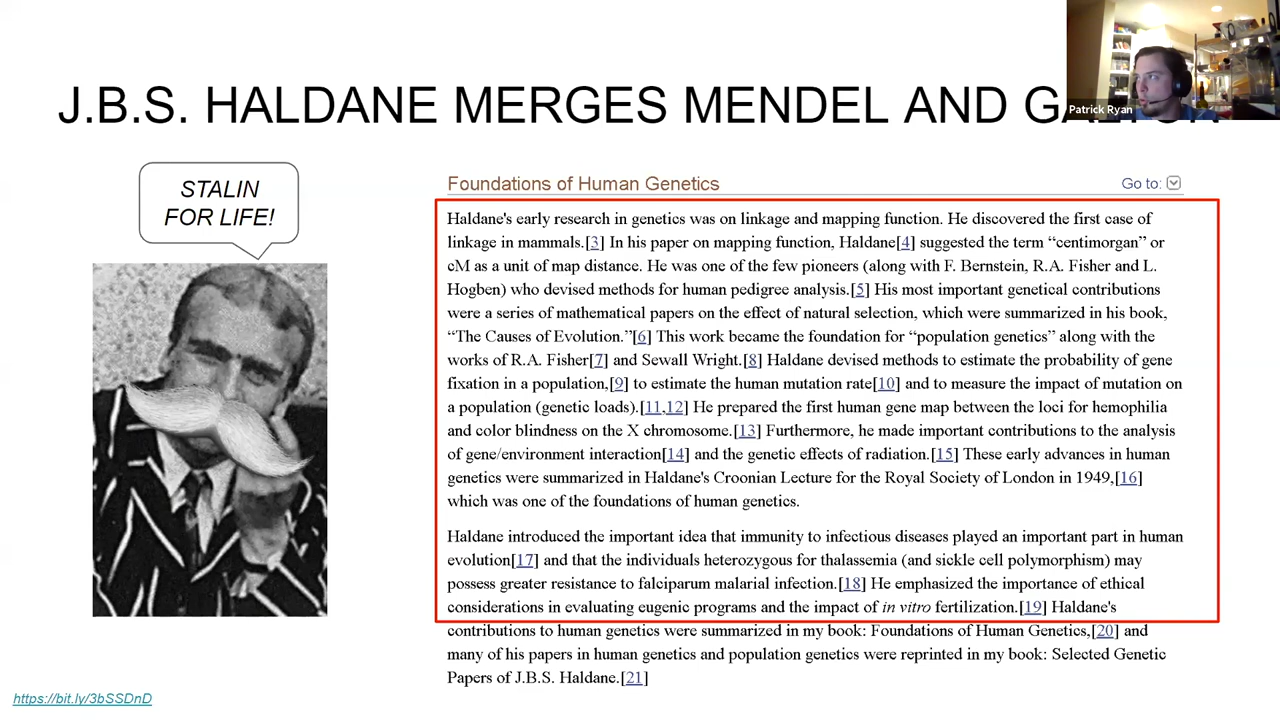 J.B.S. HALDANE MERGES MENDEL AND
Patrick Ryan
STALIN
FOR LIFE!
Foundations of Human Genetics
Go to:
Haldane's early research in genetics was on linkage and mapping function. He discovered the first case of
linkage in mammals.[3] In his paper on mapping function, Haldane[4] suggested the term “centimorgan” or
cM as a unit of map distance. He was one of the few pioneers (along with F. Bernstein, R.A. Fisher and L.
Hogben) who devised methods for human pedigree analysis.[5] His most important genetical contributions
were a series of mathematical papers on the effect of natural selection, which were summarized in his book,
“The Causes of Evolution.”[6] This work became the foundation for “population genetics” along with the
works of R.A. Fisher[7] and Sewall Wright.[8] Haldane devised methods to estimate the probability of gene
fixation in a population,[9] to estimate the human mutation rate[10] and to measure the impact of mutation on
a population (genetic loads).[11,12] He prepared the first human gene map between the loci for hemophilia
and color blindness on the X chromosome.[13] Furthermore, he made important contributions to the analysis
of gene/environment interaction[14] and the genetic effects of radiation.[15] These early advances in human
genetics were summarized in Haldane's Croonian Lecture for the Royal Society of London in 1949,[16]
which was one of the foundations of human genetics.
Haldane introduced the important idea that immunity to infectious diseases played an important part in human
evolution[17] and that the individuals heterozygous for thalassemia (and sickle cell polymorphism) may
possess greater resistance to falciparum malarial infection.[18] He emphasized the importance of ethical
considerations in evaluating eugenic programs and the impact of in vitro fertilization.[19] Haldane's
contributions to human genetics were summarized in my book: Foundations of Human Genetics,[20] and
many of his papers in human genetics and population genetics were reprinted in my book: Selected Genetic
Papers of J.B.S. Haldane.[21]
https://bit.ly/3bSSDnD